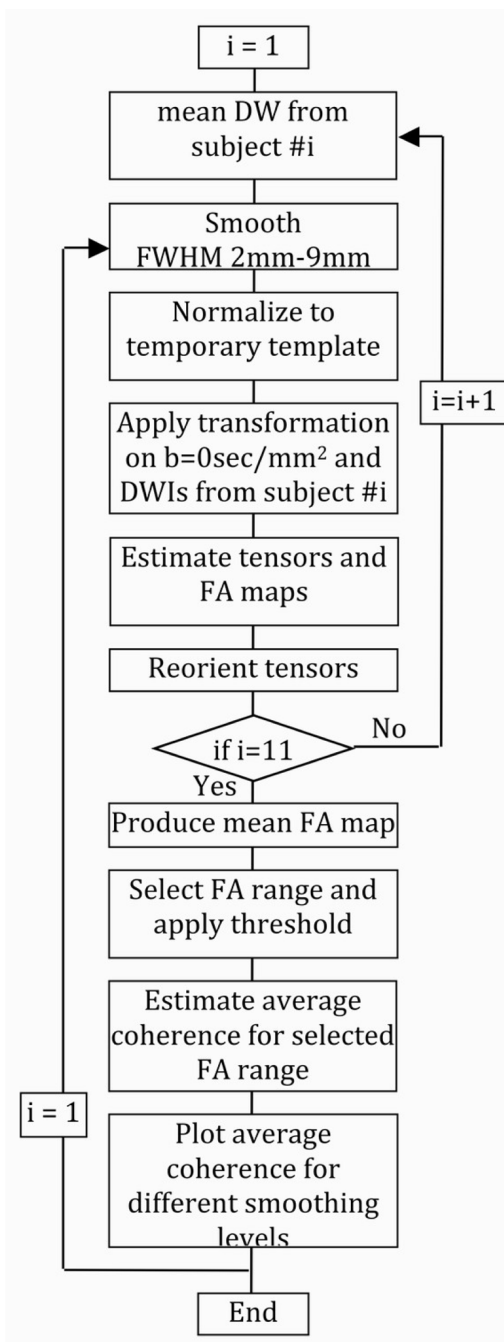 i = 1
mean DW from
subject #i
Smooth
FWHM 2mm-9mm
Normalize to
temporary template
i=i+1
Apply transformation
on b=0sec/mm² and
DWIs from subject #i
Estimate tensors and
FA maps
Reorient tensors
if i=11
No
Yes
Produce mean FA map
Select FA range and
apply threshold
Estimate average
coherence for selected
FA range
i = 1
Plot average
coherence for
different smoothing
levels
End